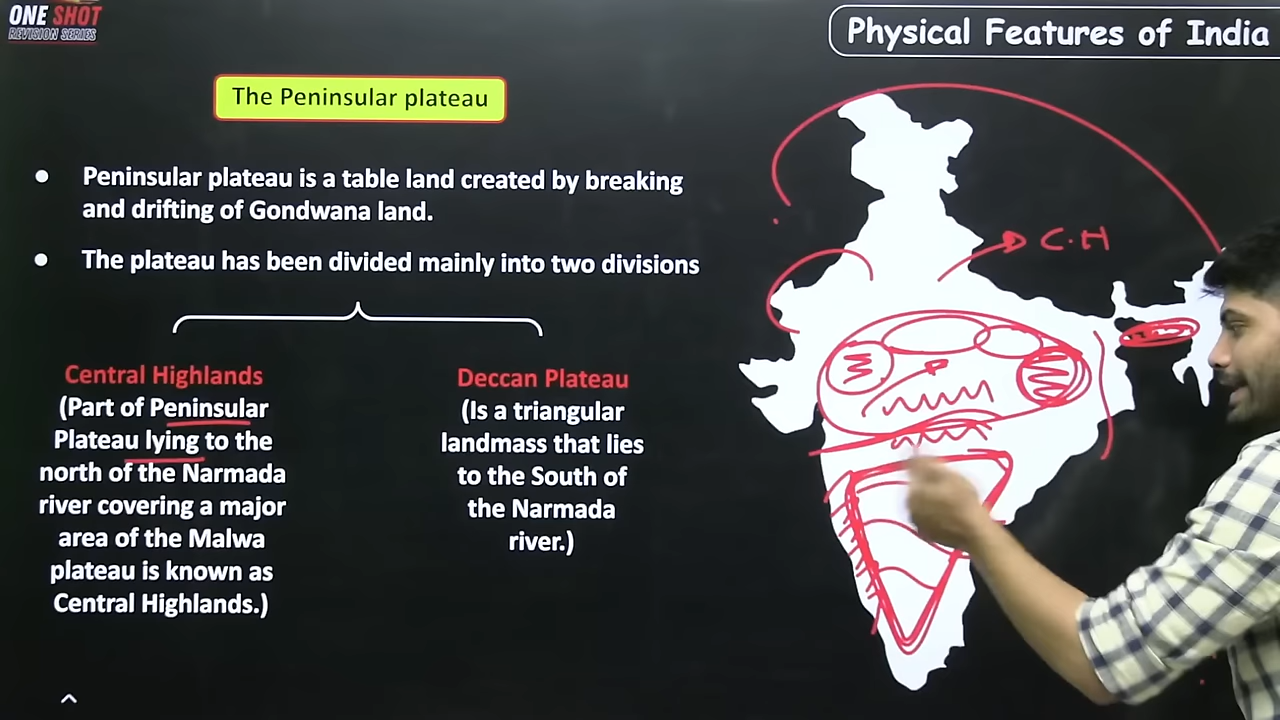 ONE SHOT
REVISION SERIES
Physical Features of India
The Peninsular plateau
• Peninsular plateau is a table land created by breaking
and drifting of Gondwana land.
• The plateau has been divided mainly into two divisions
Central Highlands
(Part of Peninsular
Plateau lying to the
north of the Narmada
river covering a major
area of the Malwa
plateau is known as
Central Highlands.)
Deccan Plateau
(Is a triangular
landmass that lies
to the South of
the Narmada
river.)
C.H